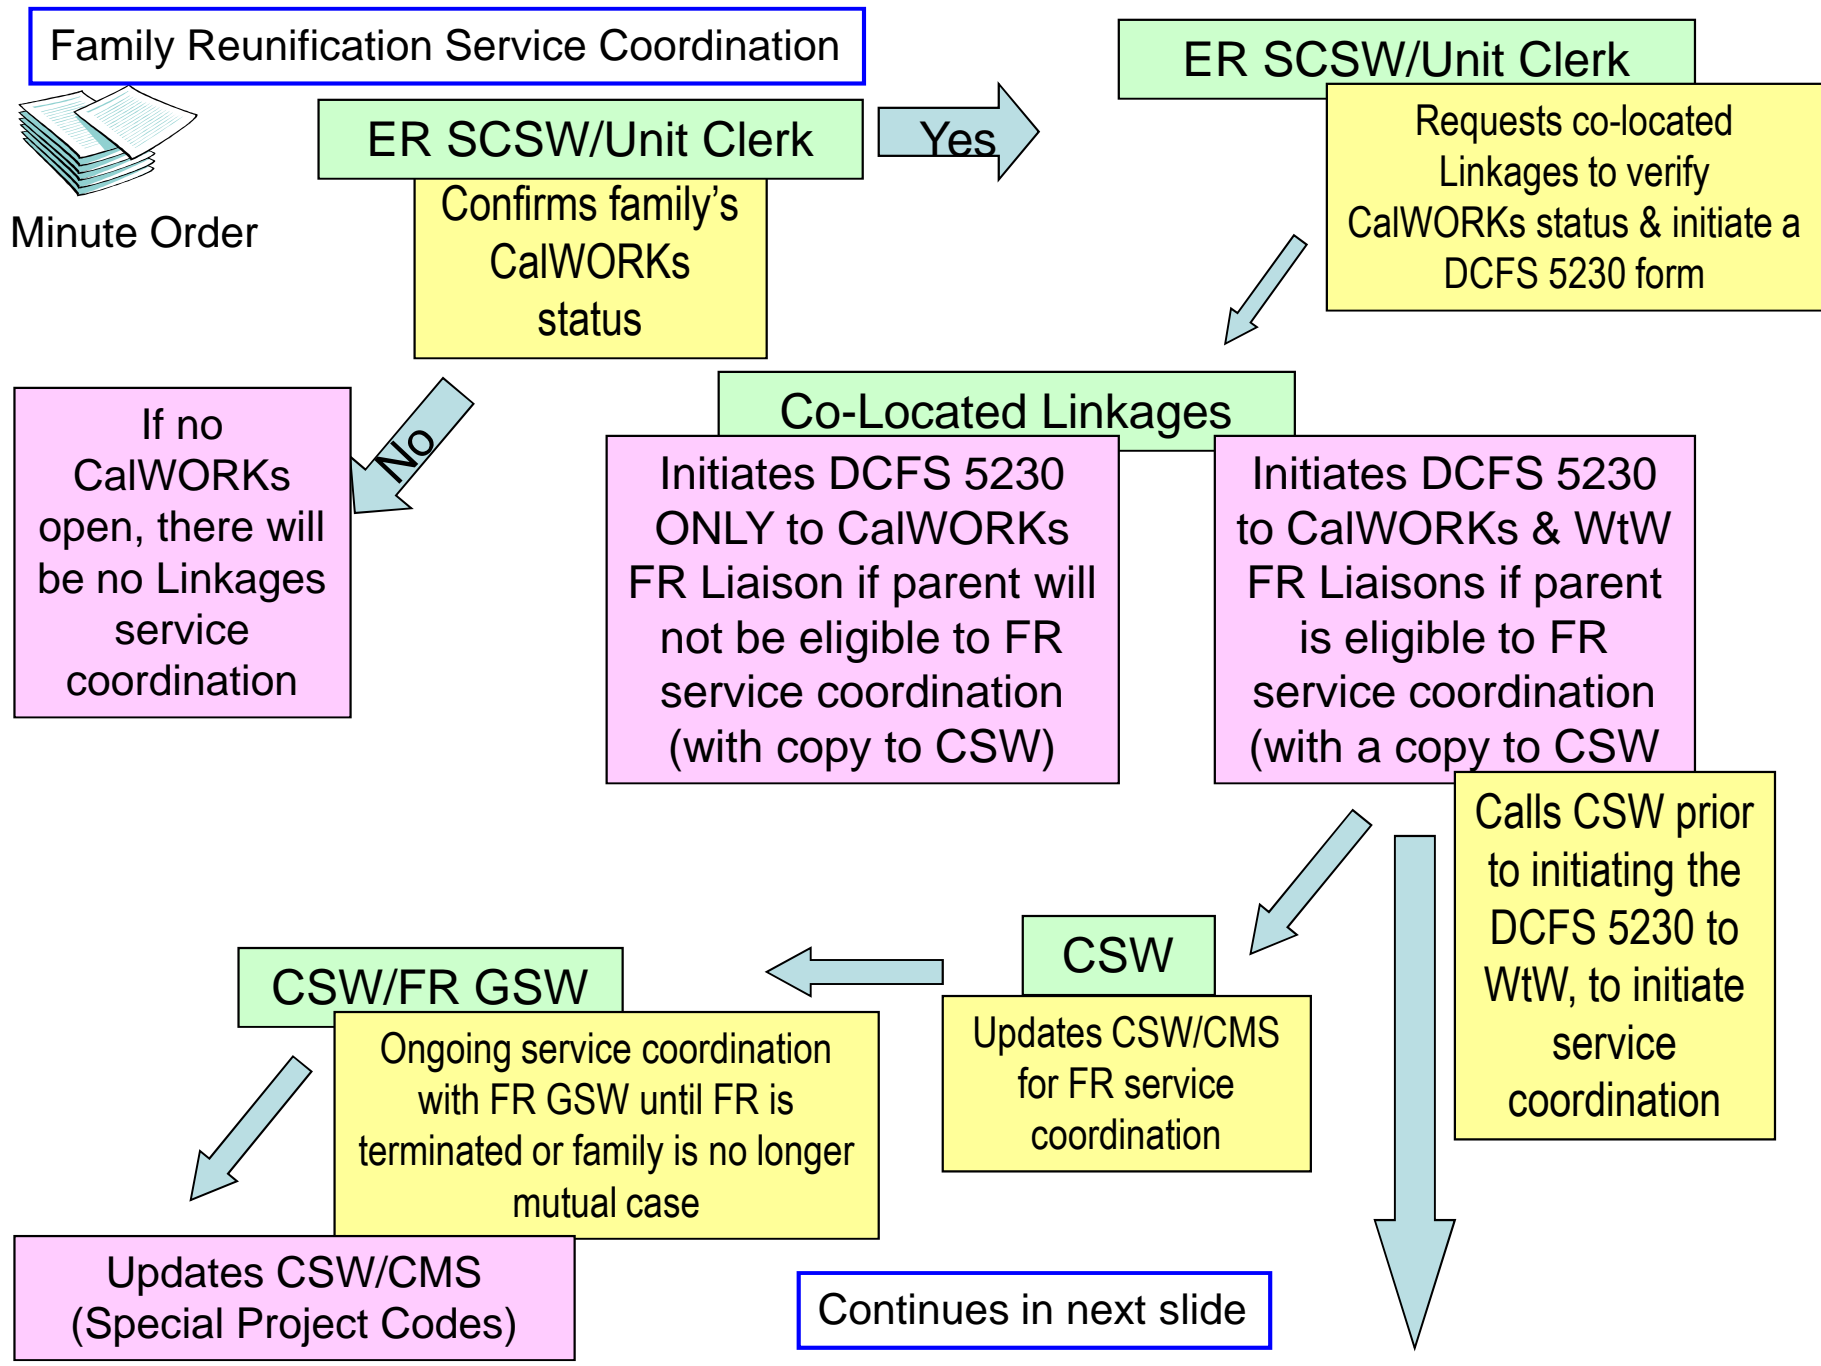 Family Reunification Service Coordination
Minute Order
ER SCSW/Unit Clerk
Confirms family’s
CalWORKs
status
Yes
ER SCSW/Unit Clerk
Requests co-located
Linkages to verify
CalWORKs status & initiate a
DCFS 5230 form
No
If no
CalWORKs
open, there will
be no Linkages
service
coordination
Co-Located Linkages
Initiates DCFS 5230
ONLY to CalWORKs
FR Liaison if parent will
not be eligible to FR
service coordination
(with copy to CSW)
Initiates DCFS 5230
to CalWORKs & WtW
FR Liaisons if parent
is eligible to FR
service coordination
(with a copy to CSW
Calls CSW prior
to initiating the
DCFS 5230 to
WtW, to initiate
service
coordination
CSW
Updates CSW/CMS
for FR service
coordination
CSW/FR GSW
Ongoing service coordination
with FR GSW until FR is
terminated or family is no longer
mutual case
Updates CSW/CMS
(Special Project Codes)
Continues in next slide